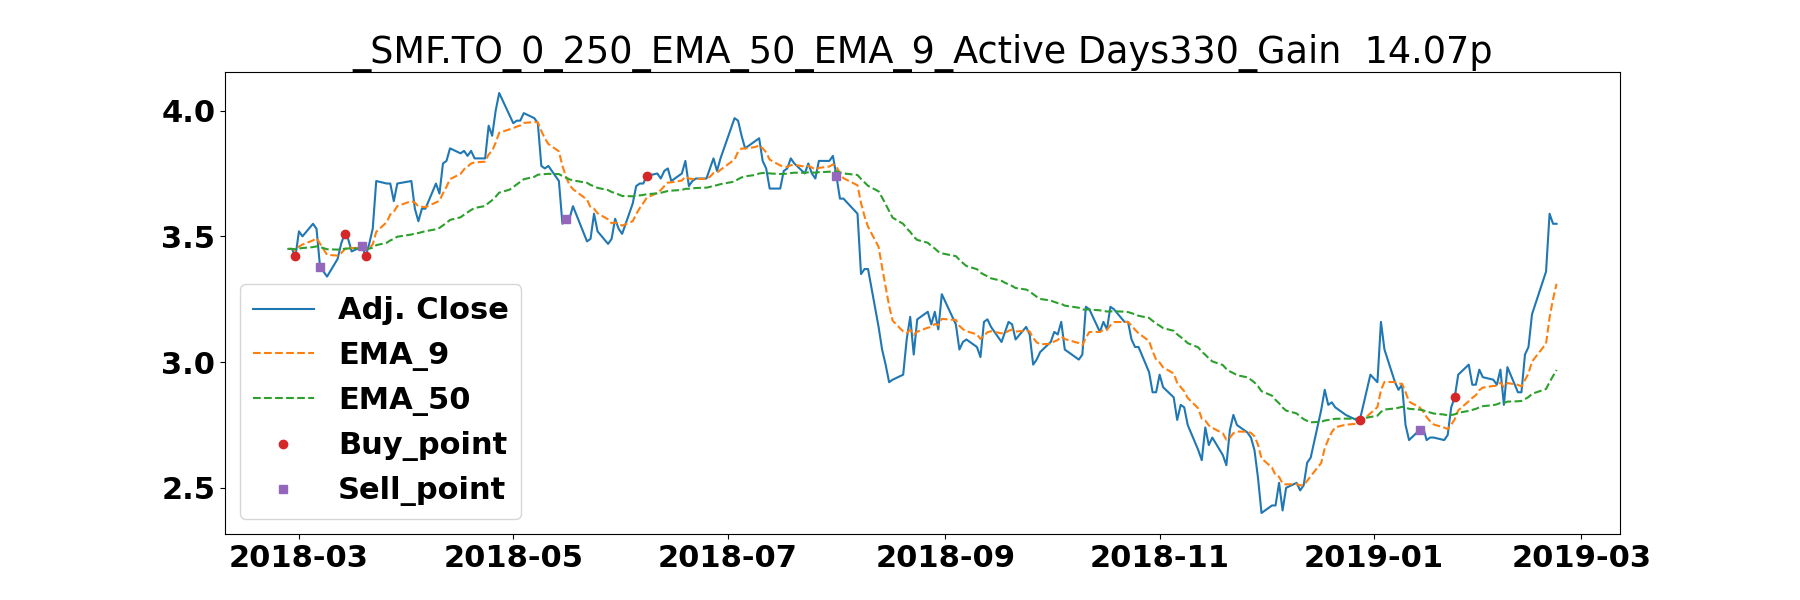 _SMF.TO_0_250_EMA_50_EMA_9_Active Days330_Gain  14.07p
4.0
3.5
3.0
2.5
Adj. Close
EMA_9
EMA_50
Buy_point
Sell_point
2018-03 2018-05 2018-07 2018-09 2018-11 2019-01 2019-03